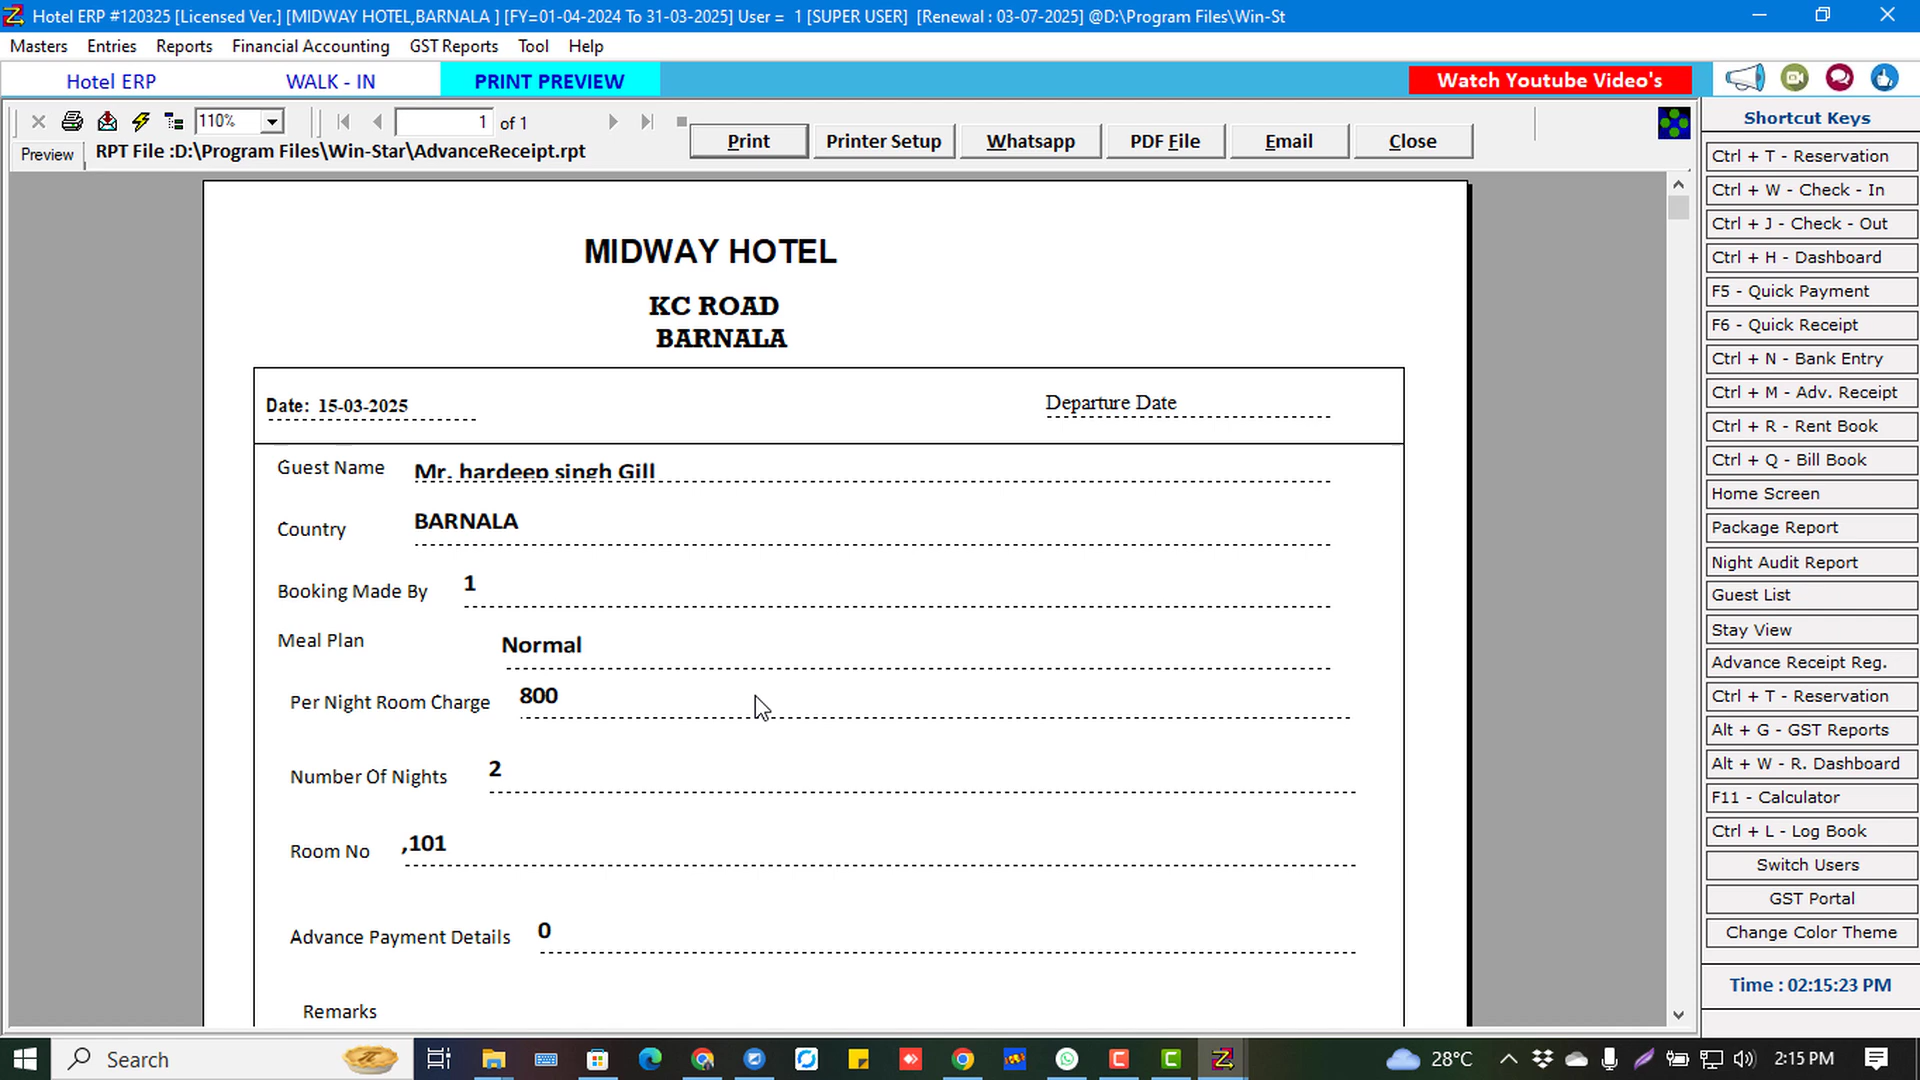 Hotel ERP #120325 [Licensed Ver.] [MIDWAY HOTEL,BARNALA ] [FY=01-04-2024 To 31-03-2025] User = 1 [SUPER USER] [Renewal : 03-07-2025] @D:\Program Files\Win-St
Masters Entries Reports Financial Accounting GST Reports Tool Help
Hotel ERP WALK - IN PRINT PREVIEW Watch Youtube Video's
110% 1 of 1
Preview RPT File :D:\Program Files\Win-Star\AdvanceReceipt.rpt
Print Printer Setup Whatsapp PDF File Email Close
MIDWAY HOTEL
KC ROAD
BARNALA
Date: 15-03-2025 Departure Date
Guest Name Mr. hardeep singh Gill
Country BARNALA
Booking Made By 1
Meal Plan Normal
Per Night Room Charge 800
Number Of Nights 2
Room No ,101
Advance Payment Details 0
Remarks
Shortcut Keys
Ctrl + T - Reservation
Ctrl + W - Check - In
Ctrl + J - Check - Out
Ctrl + H - Dashboard
F5 - Quick Payment
F6 - Quick Receipt
Ctrl + N - Bank Entry
Ctrl + M - Adv. Receipt
Ctrl + R - Rent Book
Ctrl + Q - Bill Book
Home Screen
Package Report
Night Audit Report
Guest List
Stay View
Advance Receipt Reg.
Ctrl + T - Reservation
Alt + G - GST Reports
Alt + W - R. Dashboard
F11 - Calculator
Ctrl + L - Log Book
Switch Users
GST Portal
Change Color Theme
Time : 02:15:23 PM
Search 28°C 2:15 PM